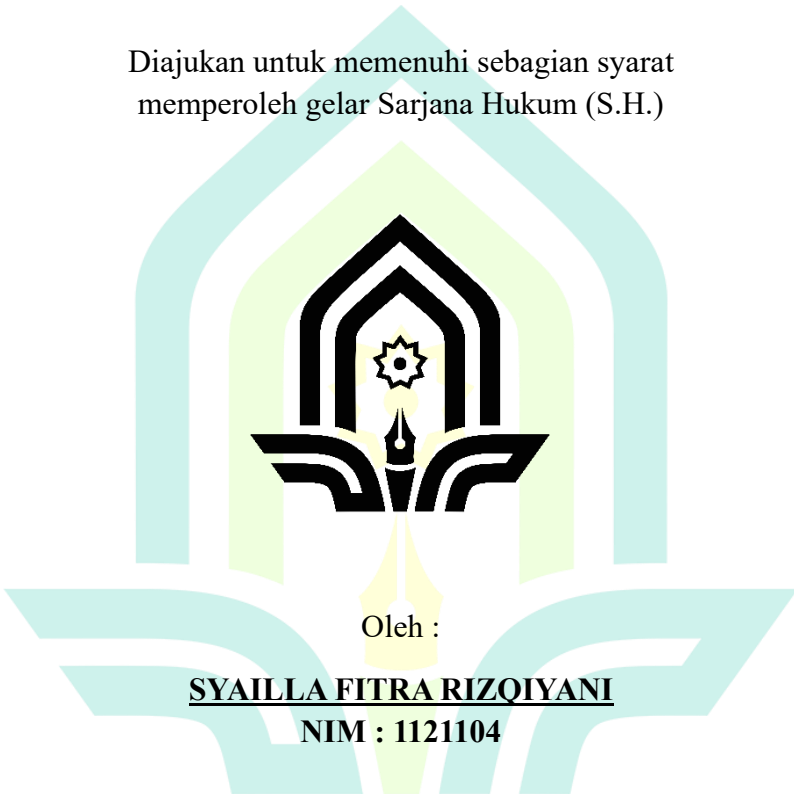 Diajukan untuk memenuhi sebagian syarat
memperoleh gelar Sarjana Hukum (S.H.)
Oleh :
SYAILLA FITRA RIZQIYANI
NIM : 1121104